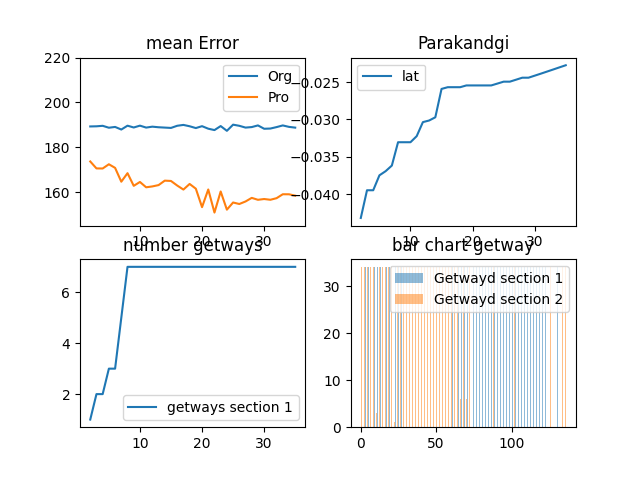 mean Error
220
200
180
160
Org
Pro
10
20
30
Parakandgi
−0.025
−0.030
−0.035
−0.040
lat
10
20
30
number getways
6
4
2
getways section 1
10
20
30
bar chart getway
30
20
10
0
Getwayd section 1
Getwayd section 2
0
50
100